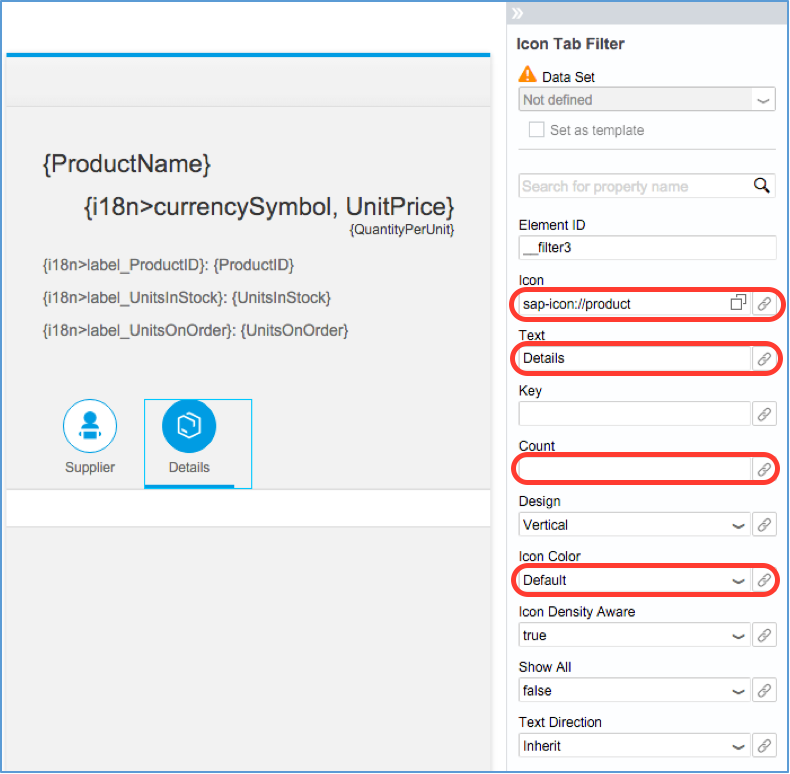 {ProductName}
{i18n>currencySymbol, UnitPrice}
{QuantityPerUnit}
{i18n>label_ProductID}: {ProductID}
{i18n>label_UnitsInStock}: {UnitsInStock}
{i18n>label_UnitsOnOrder}: {UnitsOnOrder}
Supplier
Details
Icon Tab Filter
Data Set
Not defined
Set as template
Search for property name
Element ID
__filter3
Icon
sap-icon://product
Text
Details
Key
Count
Design
Vertical
Icon Color
Default
Icon Density Aware
true
Show All
false
Text Direction
Inherit